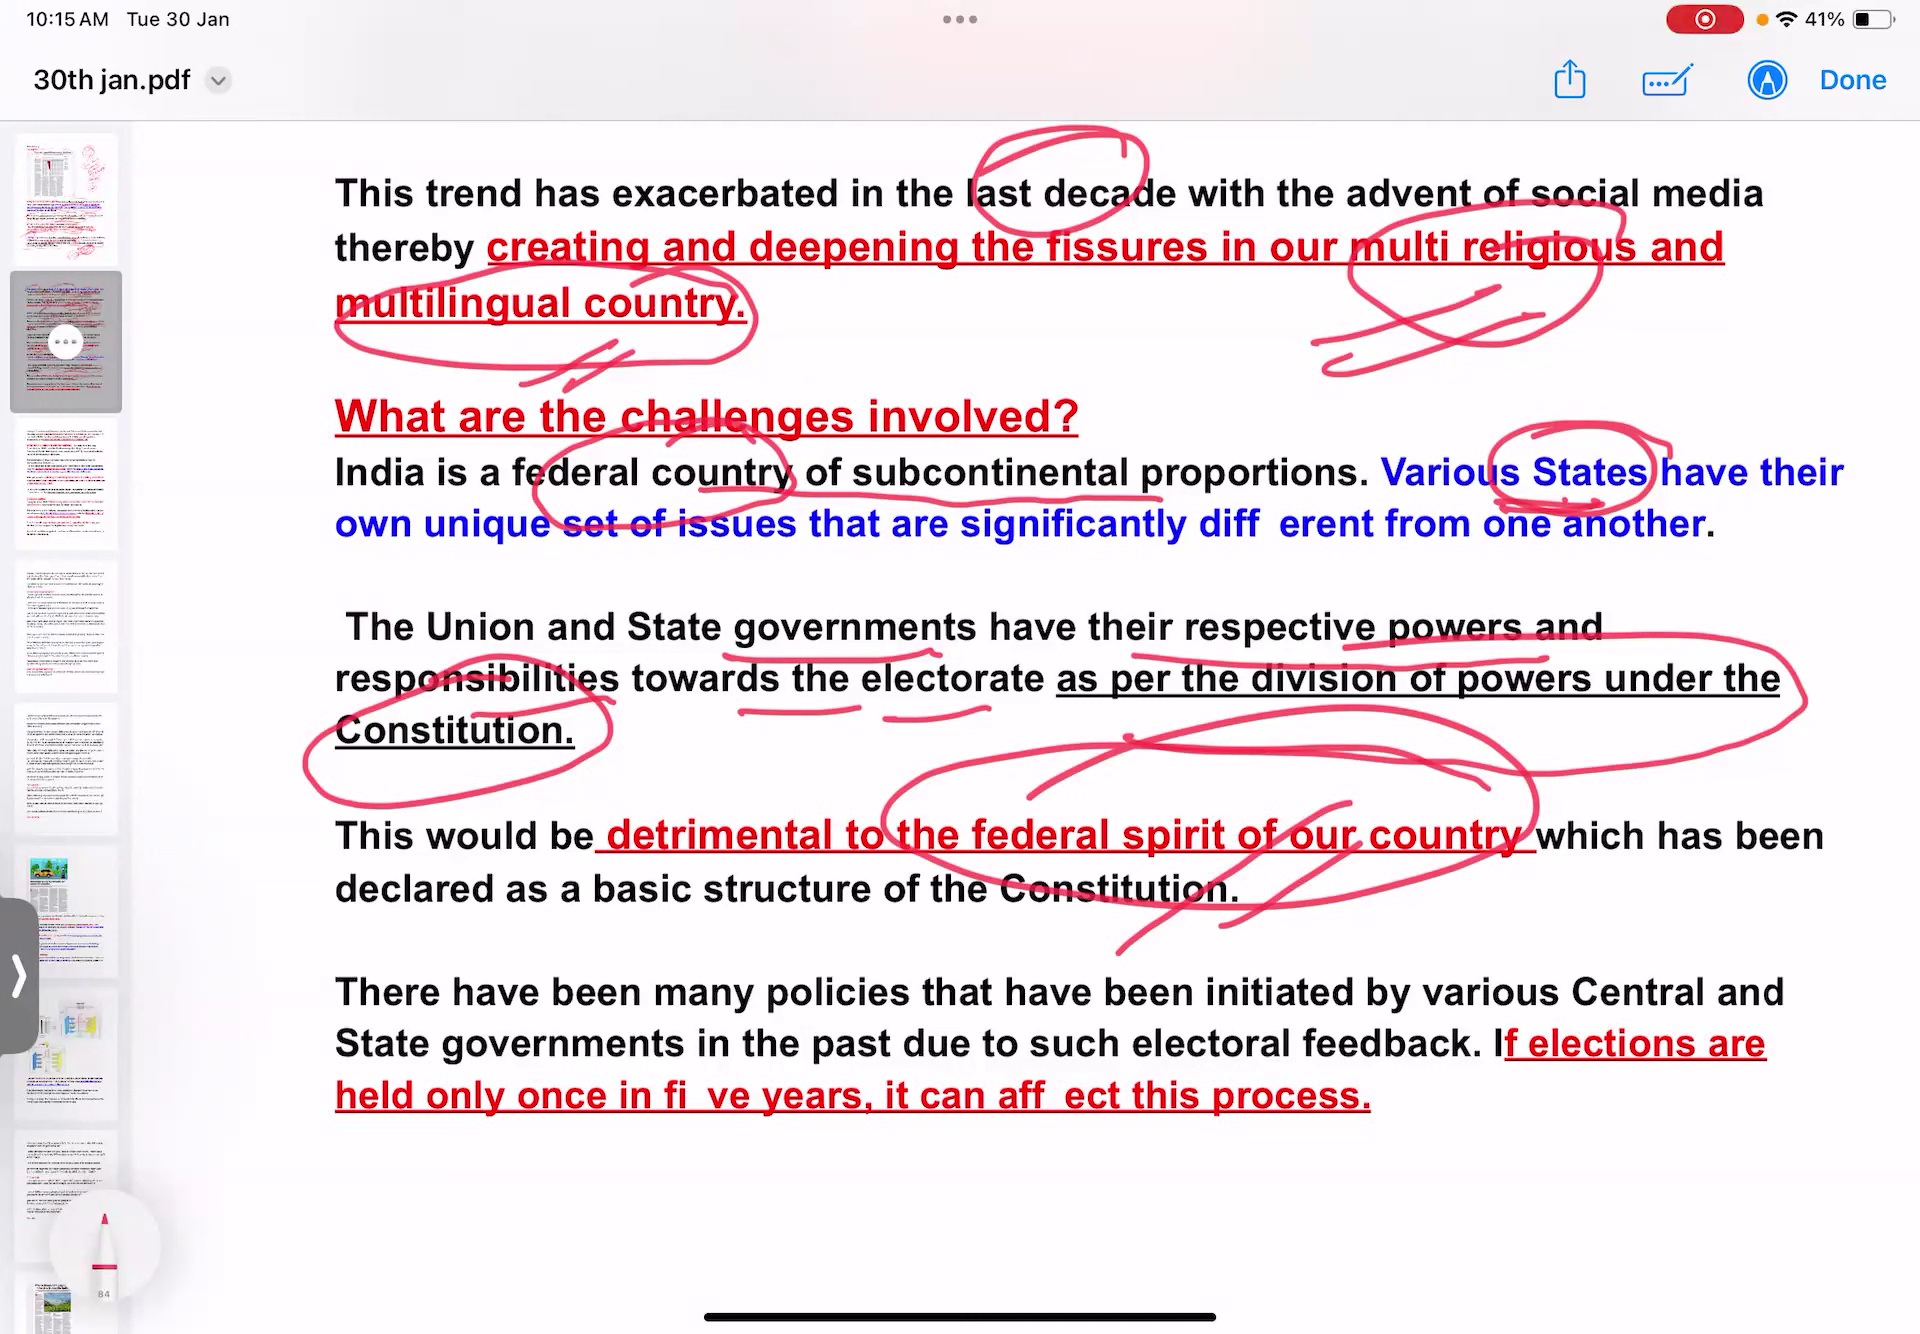 10:15 AM Tue 30 Jan
41%
30th jan.pdf
Done
This trend has exacerbated in the last decade with the advent of social media
thereby creating and deepening the fissures in our multi religious and
multilingual country.
What are the challenges involved?
India is a federal country of subcontinental proportions. Various States have their
own unique set of issues that are significantly diff erent from one another.
The Union and State governments have their respective powers and
responsibilities towards the electorate as per the division of powers under the
Constitution.
This would be detrimental to the federal spirit of our country which has been
declared as a basic structure of the Constitution.
There have been many policies that have been initiated by various Central and
State governments in the past due to such electoral feedback. If elections are
held only once in fi ve years, it can aff ect this process.
84